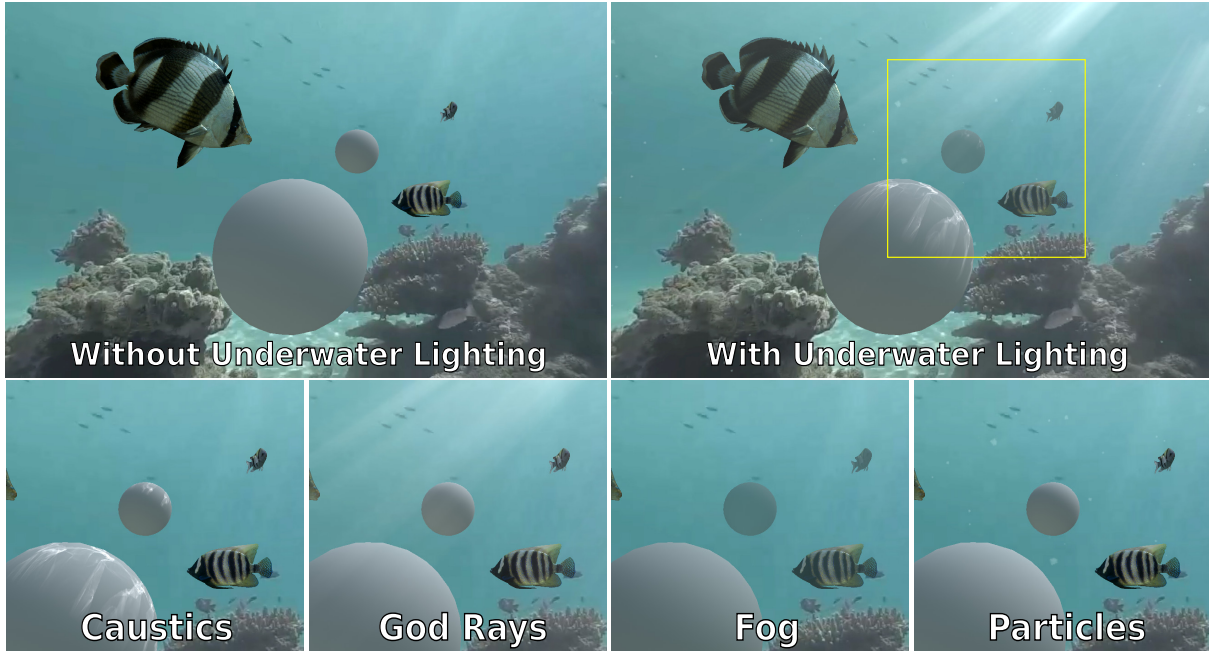 Without Underwater Lighting
With Underwater Lighting
Caustics
God Rays
Fog
Particles